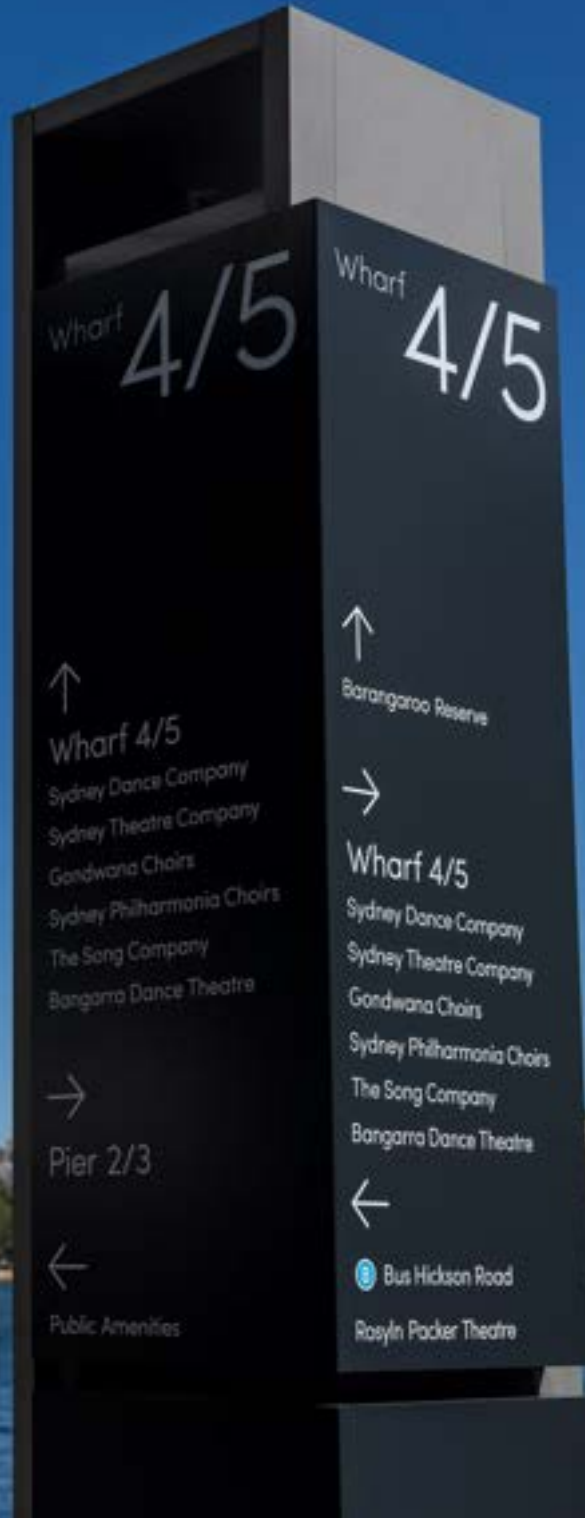 Wharf 4/5
↑
Wharf 4/5
Sydney Dance Company
Sydney Theatre Company
Gondwana Choirs
Sydney Philharmonia Choirs
The Song Company
Bangarra Dance Theatre
→
Pier 2/3
←
Public Amenities
Wharf 4/5
↑
Barangaroo Reserve
→
Wharf 4/5
Sydney Dance Company
Sydney Theatre Company
Gondwana Choirs
Sydney Philharmonia Choirs
The Song Company
Bangarra Dance Theatre
←
B Bus Hickson Road
Rosyln Packer Theatre